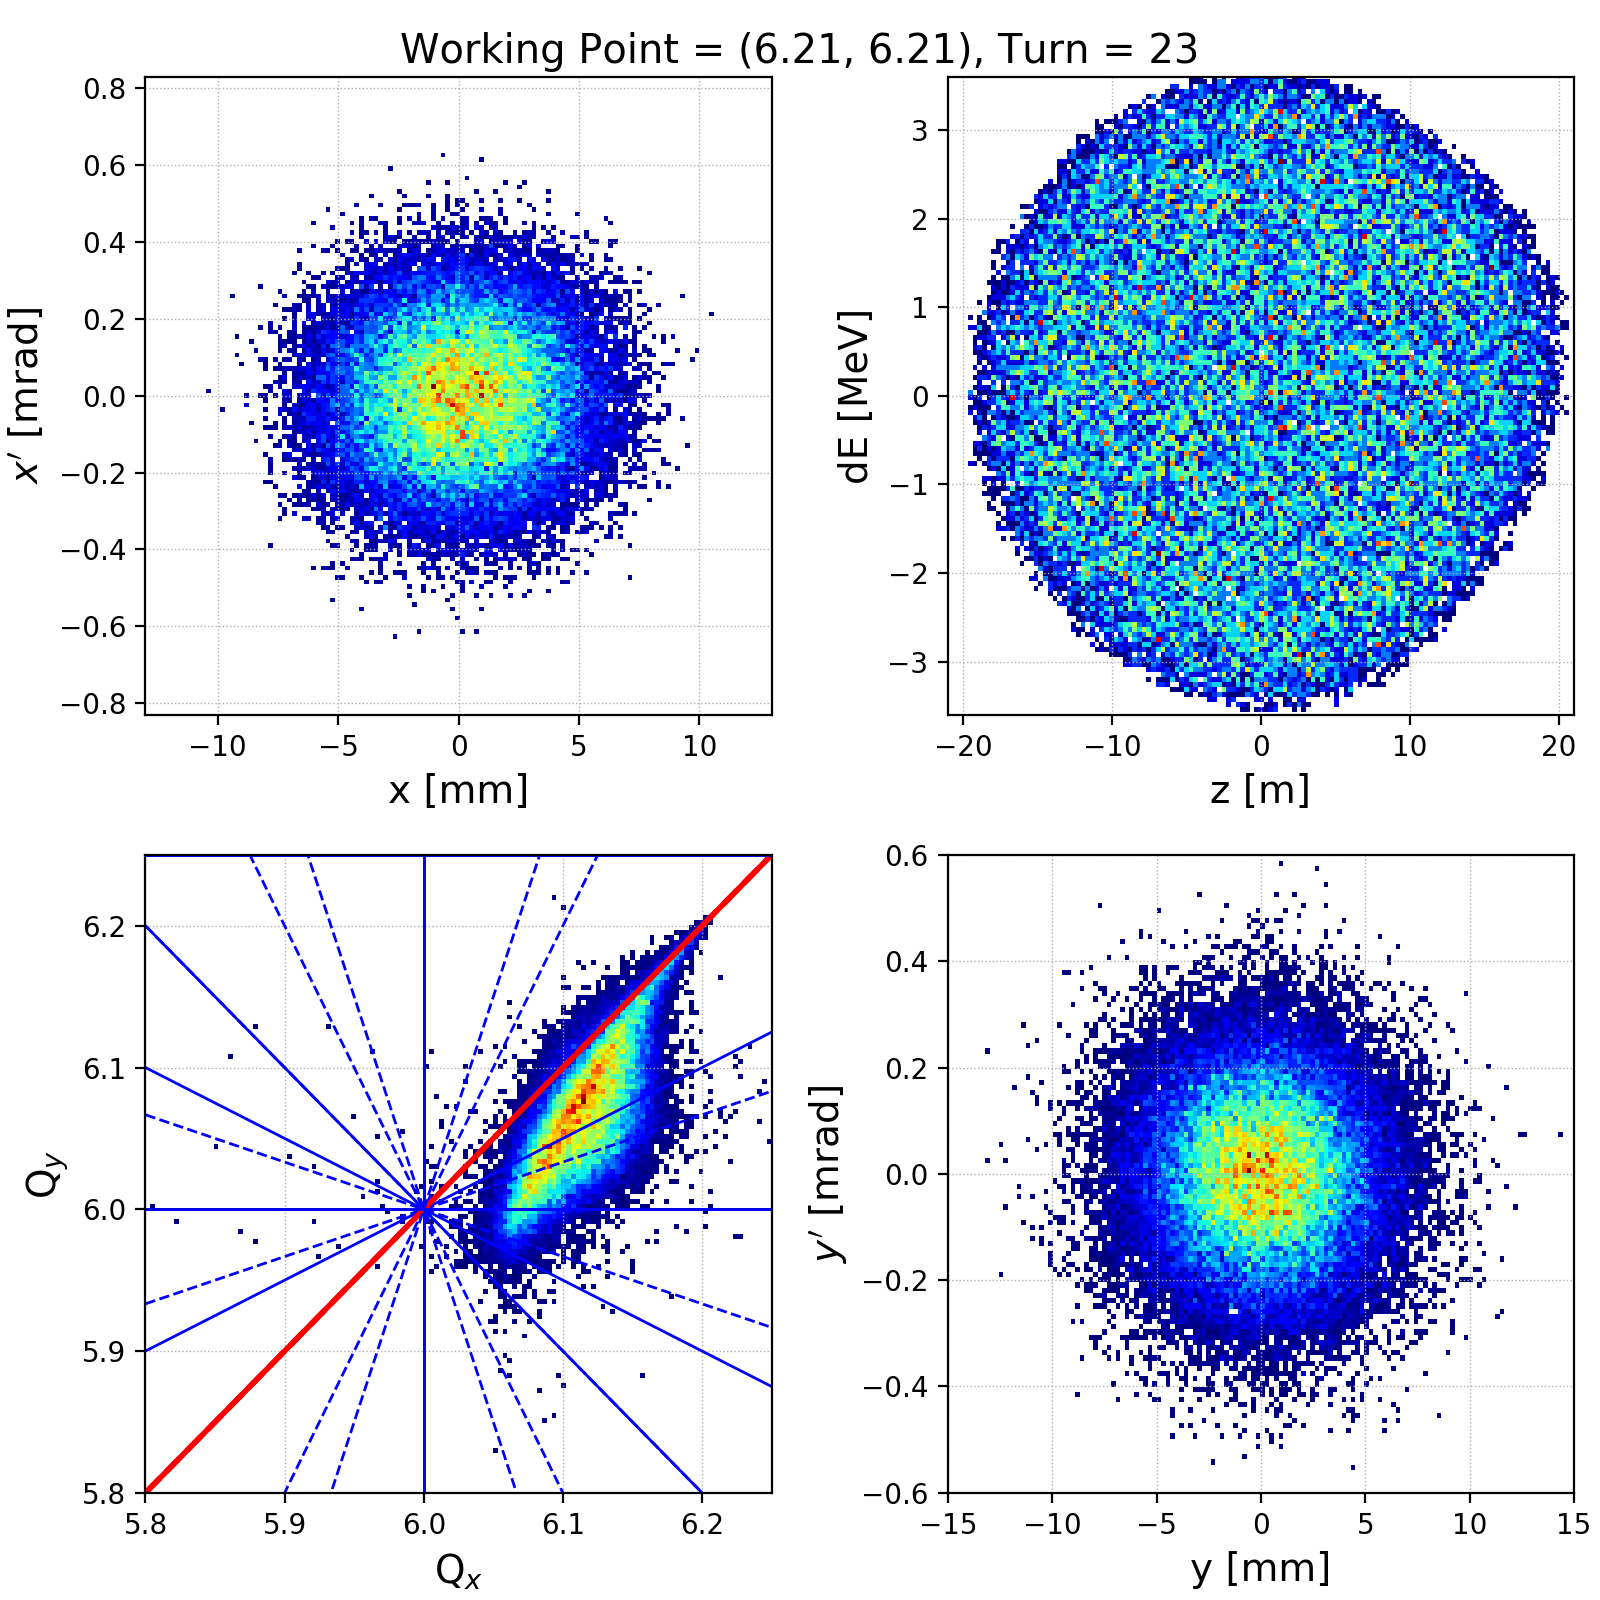 Working Point = (6.21, 6.21), Turn = 23
0.8
0.6
0.4
0.2
0.0
−0.2
−0.4
−0.6
−0.8
x′ [mrad]
−10 −5 0 5 10
x [mm]
3
2
1
0
−1
−2
−3
dE [MeV]
−20 −10 0 10 20
z [m]
6.2
6.1
6.0
5.9
5.8
Qy
5.8 5.9 6.0 6.1 6.2
Qx
0.6
0.4
0.2
0.0
−0.2
−0.4
−0.6
y′ [mrad]
−15 −10 −5 0 5 10 15
y [mm]